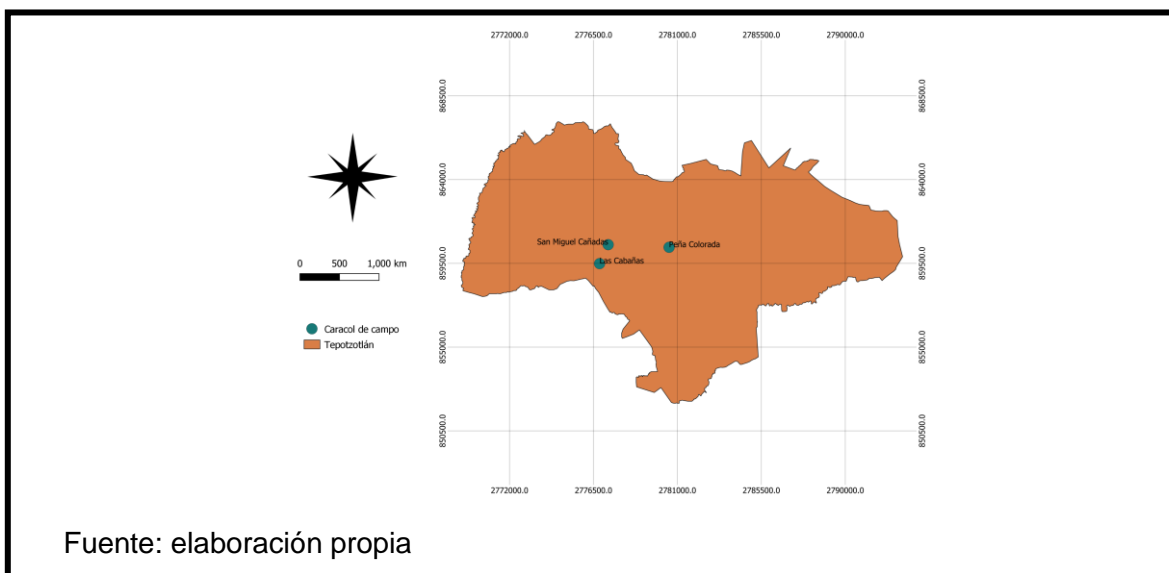 2772000.0 2776500.0 2781000.0 2785500.0 2790000.0
868500.0 868500.0
864000.0 864000.0
San Miguel Cañadas Peña Colorada
859500.0 Las Cabañas 859500.0
0 500 1,000 km
Caracol de campo
Tepotzotlán
855000.0 855000.0
850500.0 850500.0
2772000.0 2776500.0 2781000.0 2785500.0 2790000.0
Fuente: elaboración propia